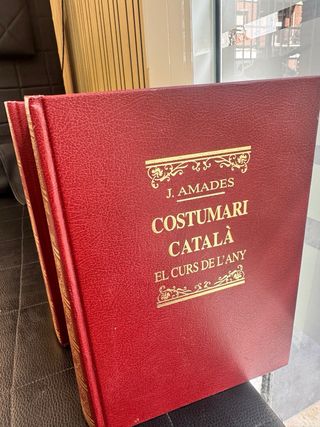 J. AMADES
COSTUMARI
CATALÀ
EL CURS DE L'ANY